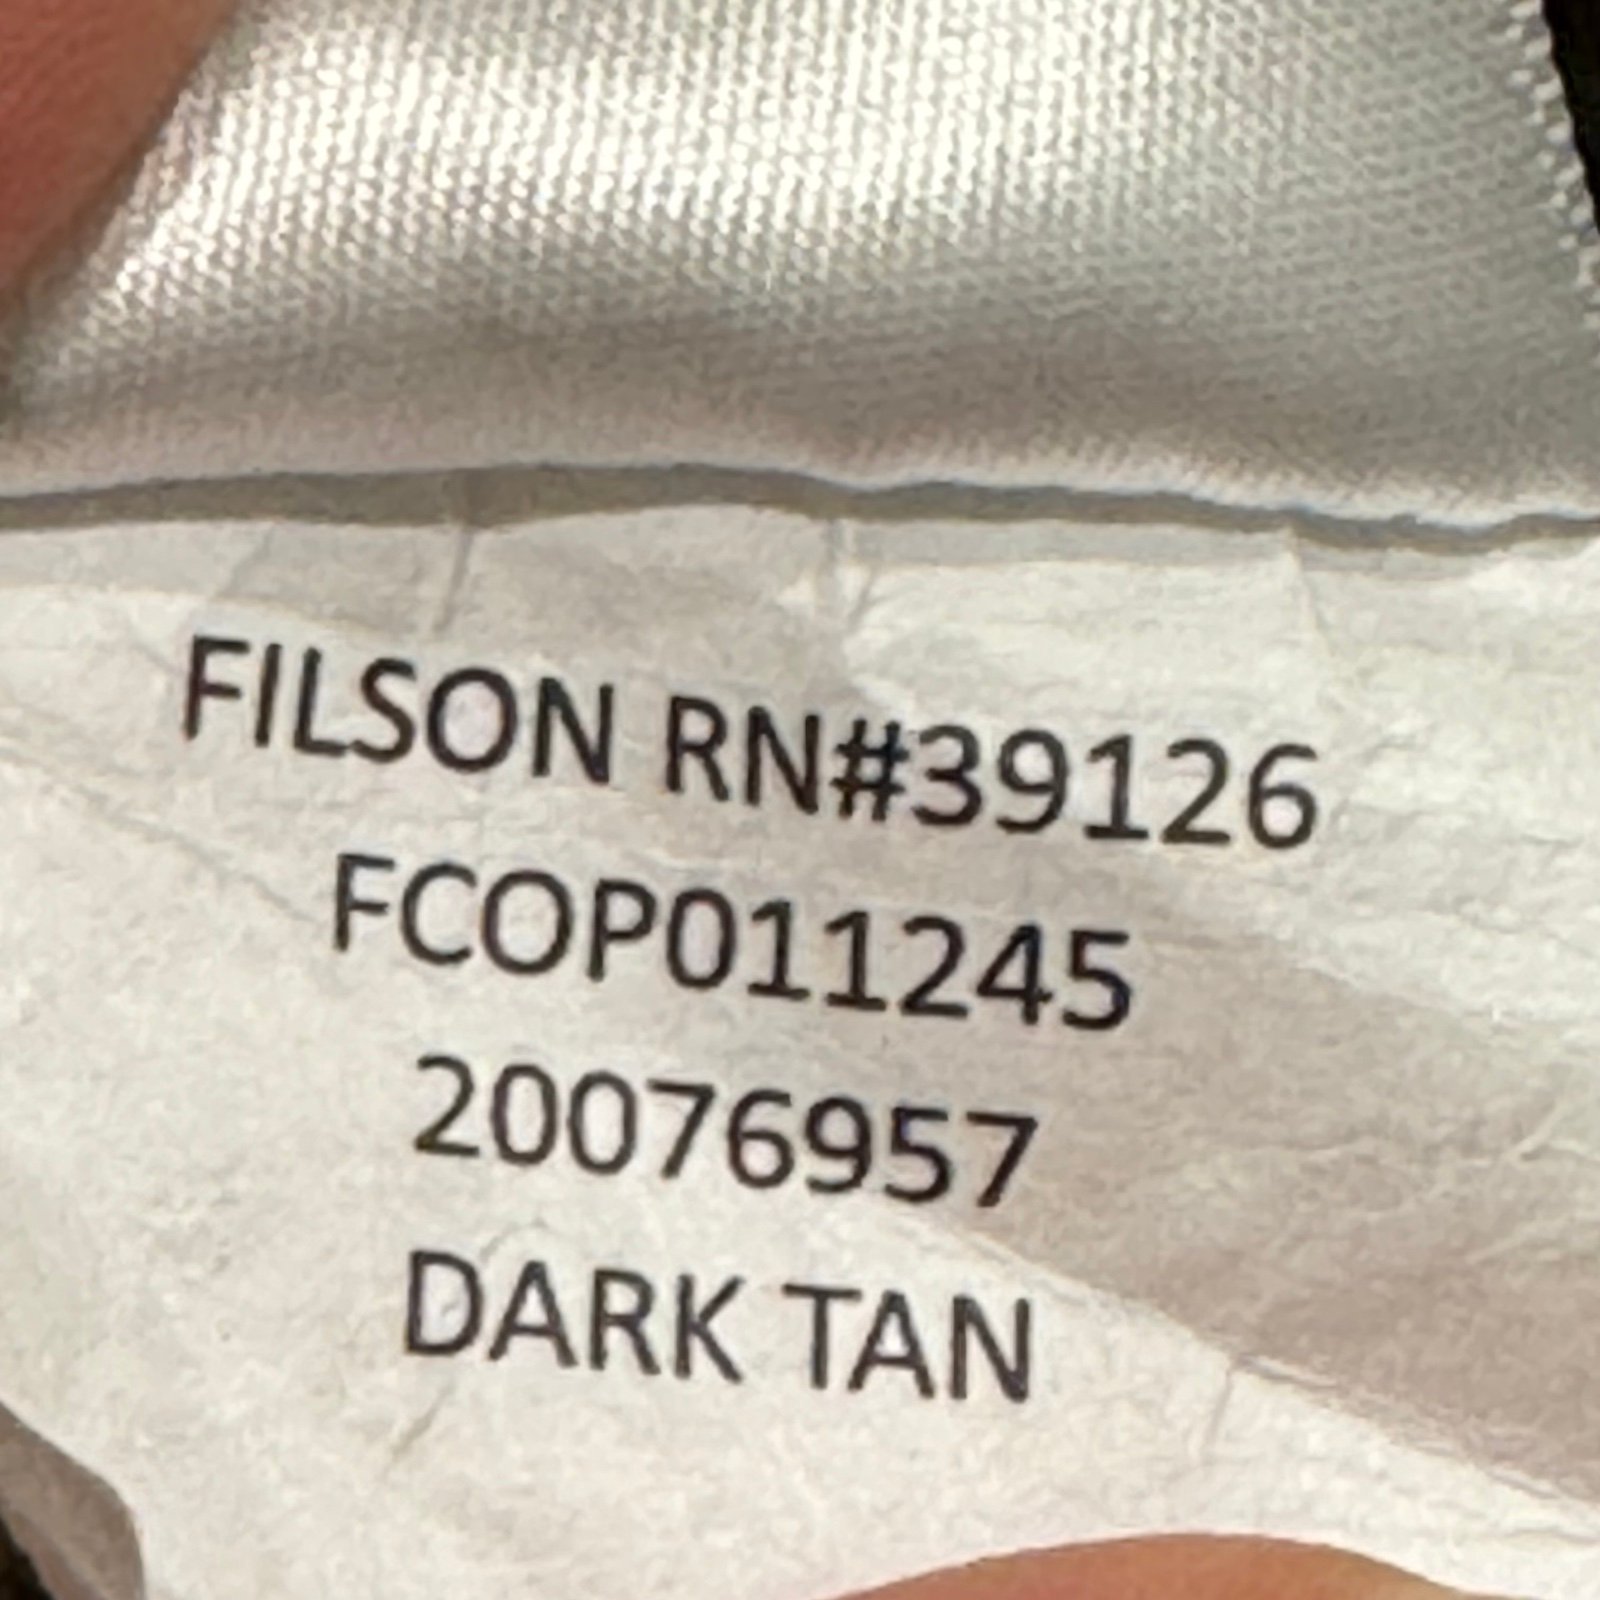 FILSON RN#39126
FCOP011245
20076957
DARK TAN